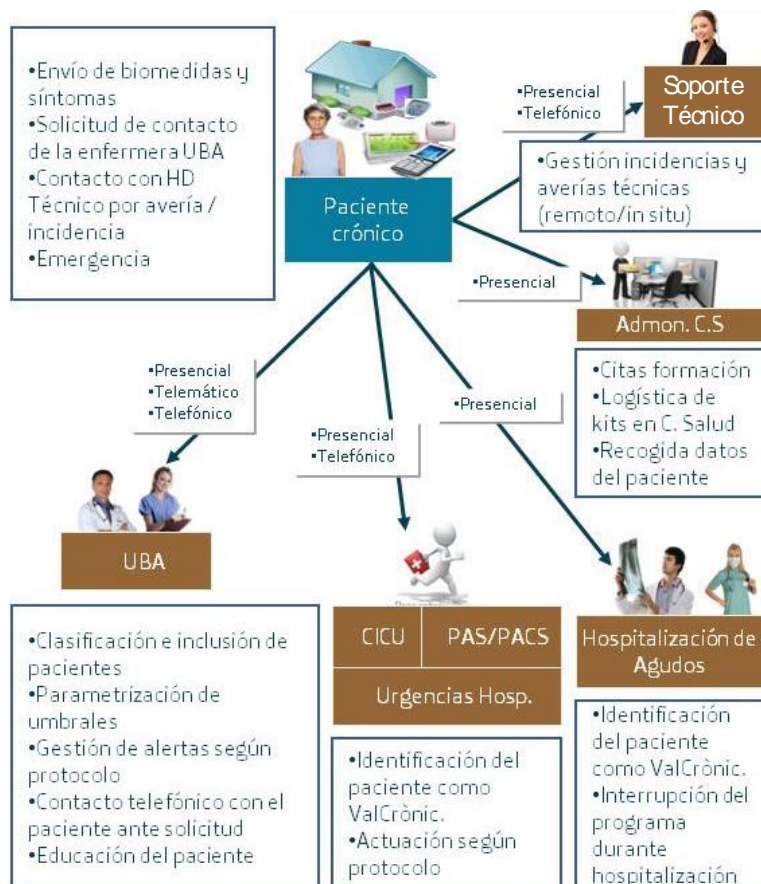 •Envío de biomedidas y
síntomas
•Solicitud de contacto
de la enfermera UBA
•Contacto con HD
Técnico por avería /
incidencia
•Emergencia
Paciente
crónico
•Presencial
•Telefónico
Soporte
Técnico
•Gestión incidencias y
averías técnicas
(remoto/in situ)
•Presencial
Admon. C.S
•Citas formación
•Logística de
kits en C. Salud
•Recogida datos
del paciente
•Presencial
•Telemático
•Telefónico
•Presencial
•Telefónico
•Presencial
UBA
•Clasificación e inclusión de
pacientes
•Parametrización de
umbrales
•Gestión de alertas según
protocolo
•Contacto telefónico con el
paciente ante solicitud
•Educación del paciente
CICU
PAS/PACS
Urgencias Hosp.
•Identificación del
paciente como
ValCrònic.
•Actuación según
protocolo
Hospitalización de
Agudos
•Identificación
del paciente
como ValCrònic.
•Interrupción del
programa
durante
hospitalización